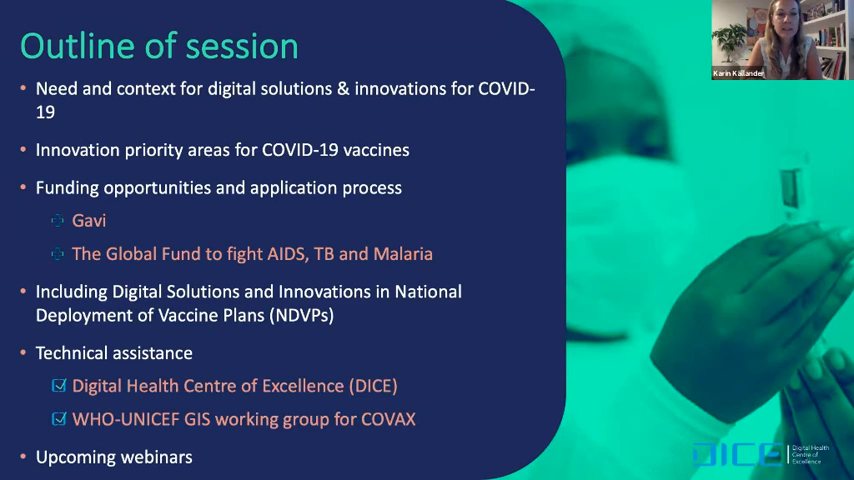 Outline of session
• Need and context for digital solutions & innovations for COVID-
19
• Innovation priority areas for COVID-19 vaccines
• Funding opportunities and application process
Gavi
The Global Fund to fight AIDS, TB and Malaria
• Including Digital Solutions and Innovations in National
Deployment of Vaccine Plans (NDVPs)
• Technical assistance
Digital Health Centre of Excellence (DICE)
WHO-UNICEF GIS working group for COVAX
• Upcoming webinars
Karin Källander
DICE
Digital Health
Centre of
Excellence